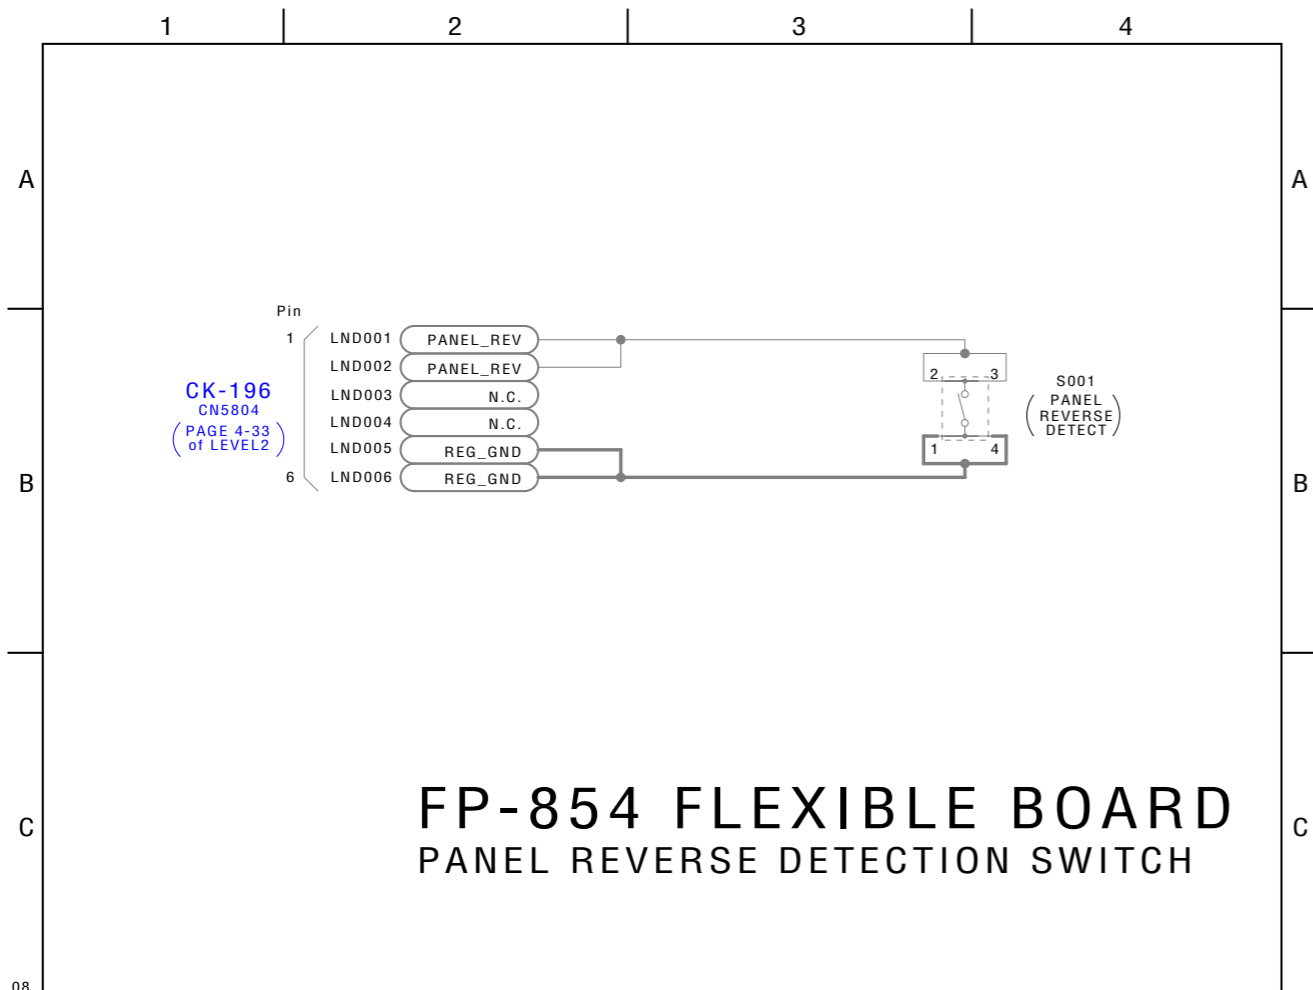 1 2 3 4
A A
Pin
1 LND001 PANEL_REV
LND002 PANEL_REV
LND003 N.C.
LND004 N.C.
LND005 REG_GND
6 LND006 REG_GND
CK-196
CN5804
(PAGE 4-33
of LEVEL2)
2 3
1 4
S001
(PANEL
REVERSE
DETECT)
B B
FP-854 FLEXIBLE BOARD
C C
PANEL REVERSE DETECTION SWITCH
08